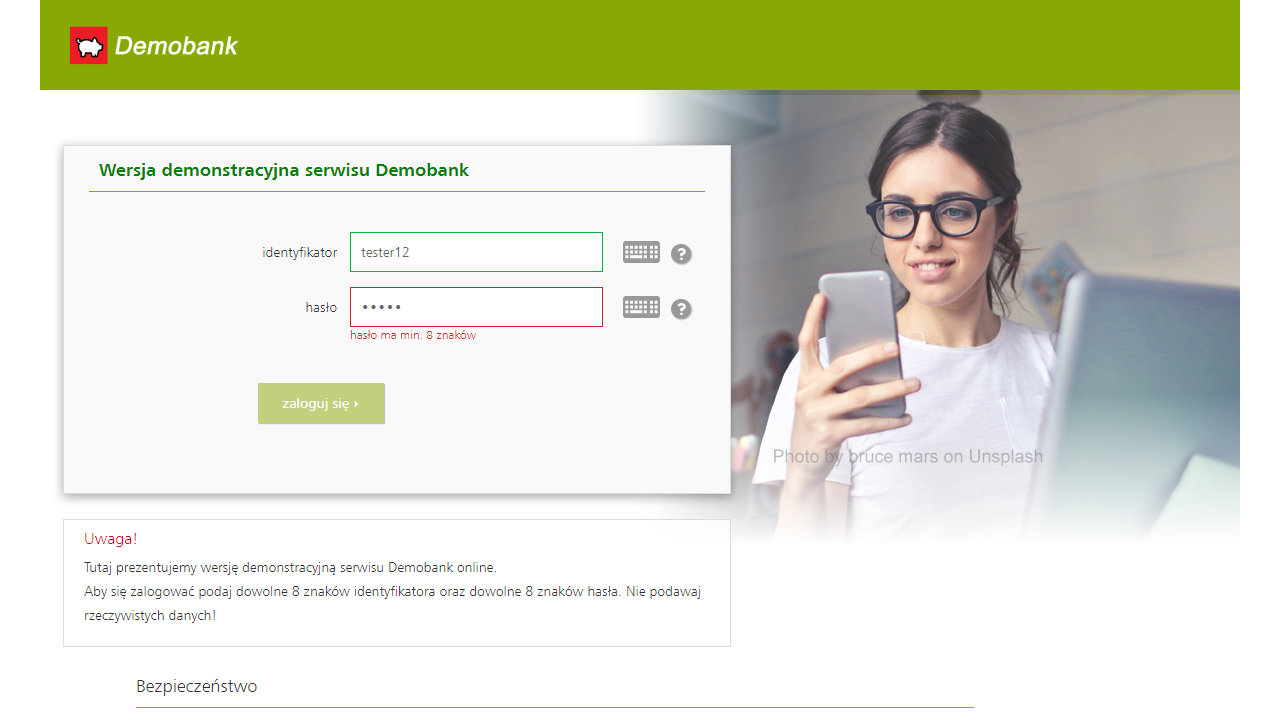 Demobank
Wersja demonstracyjna serwisu Demobank
identyfikator
tester12
?
hasło
•••••
?
hasło ma min. 8 znaków
zaloguj się
Photo by bruce mars on Unsplash
Uwaga!
Tutaj prezentujemy wersję demonstracyjną serwisu Demobank online.
Aby się zalogować podaj dowolne 8 znaków identyfikatora oraz dowolne 8 znaków hasła. Nie podawaj
rzeczywistych danych!
Bezpieczeństwo